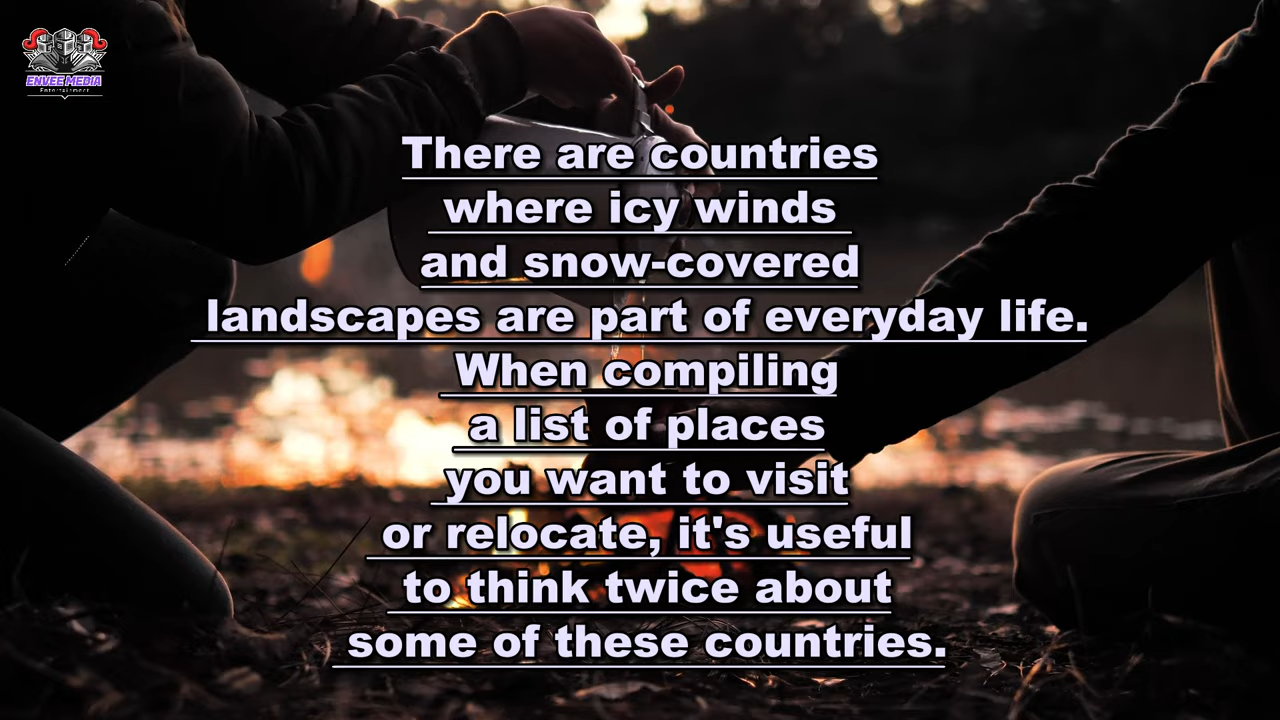 ENVEE MEDIA
Entertainment
There are countries
where icy winds
and snow-covered
landscapes are part of everyday life.
When compiling
a list of places
you want to visit
or relocate, it's useful
to think twice about
some of these countries.